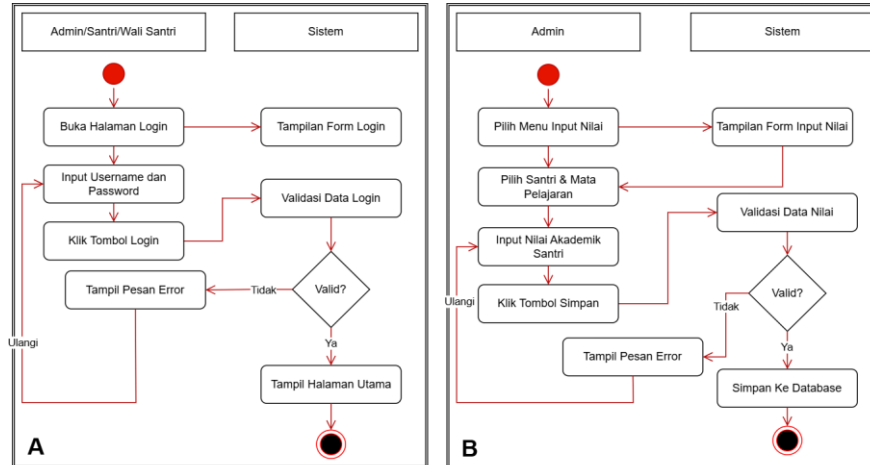 Admin/Santri/Wali Santri
Sistem
Buka Halaman Login
Tampilan Form Login
Input Username dan
Password
Validasi Data Login
Klik Tombol Login
Tampil Pesan Error
Tidak
Valid?
Ulangi
Ya
Tampil Halaman Utama
A
Admin
Sistem
Pilih Menu Input Nilai
Tampilan Form Input Nilai
Pilih Santri & Mata
Pelajaran
Validasi Data Nilai
Input Nilai Akademik
Santri
Klik Tombol Simpan
Valid?
Tidak
Ulangi
Ya
Tampil Pesan Error
Simpan Ke Database
B